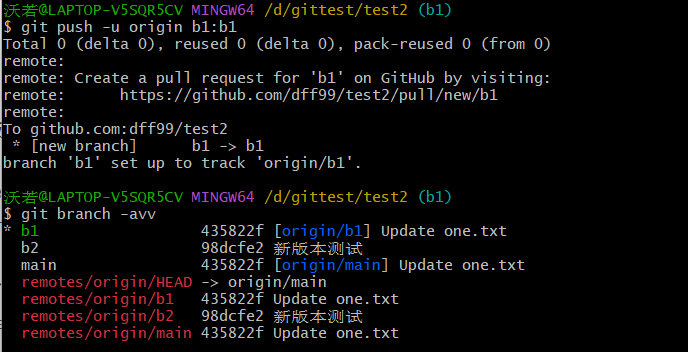 沃若@LAPTOP-V5SQR5CV MINGW64 /d/gittest/test2 (b1)
$ git push -u origin b1:b1
Total 0 (delta 0), reused 0 (delta 0), pack-reused 0 (from 0)
remote:
remote: Create a pull request for 'b1' on GitHub by visiting:
remote:      https://github.com/dff99/test2/pull/new/b1
remote:
To github.com:dff99/test2
 * [new branch]      b1 -> b1
branch 'b1' set up to track 'origin/b1'.
沃若@LAPTOP-V5SQR5CV MINGW64 /d/gittest/test2 (b1)
$ git branch -avv
* b1                  435822f [origin/b1] Update one.txt
  b2                  98dcfe2 新版本测试
  main                435822f [origin/main] Update one.txt
  remotes/origin/HEAD -> origin/main
  remotes/origin/b1   435822f Update one.txt
  remotes/origin/b2   98dcfe2 新版本测试
  remotes/origin/main 435822f Update one.txt